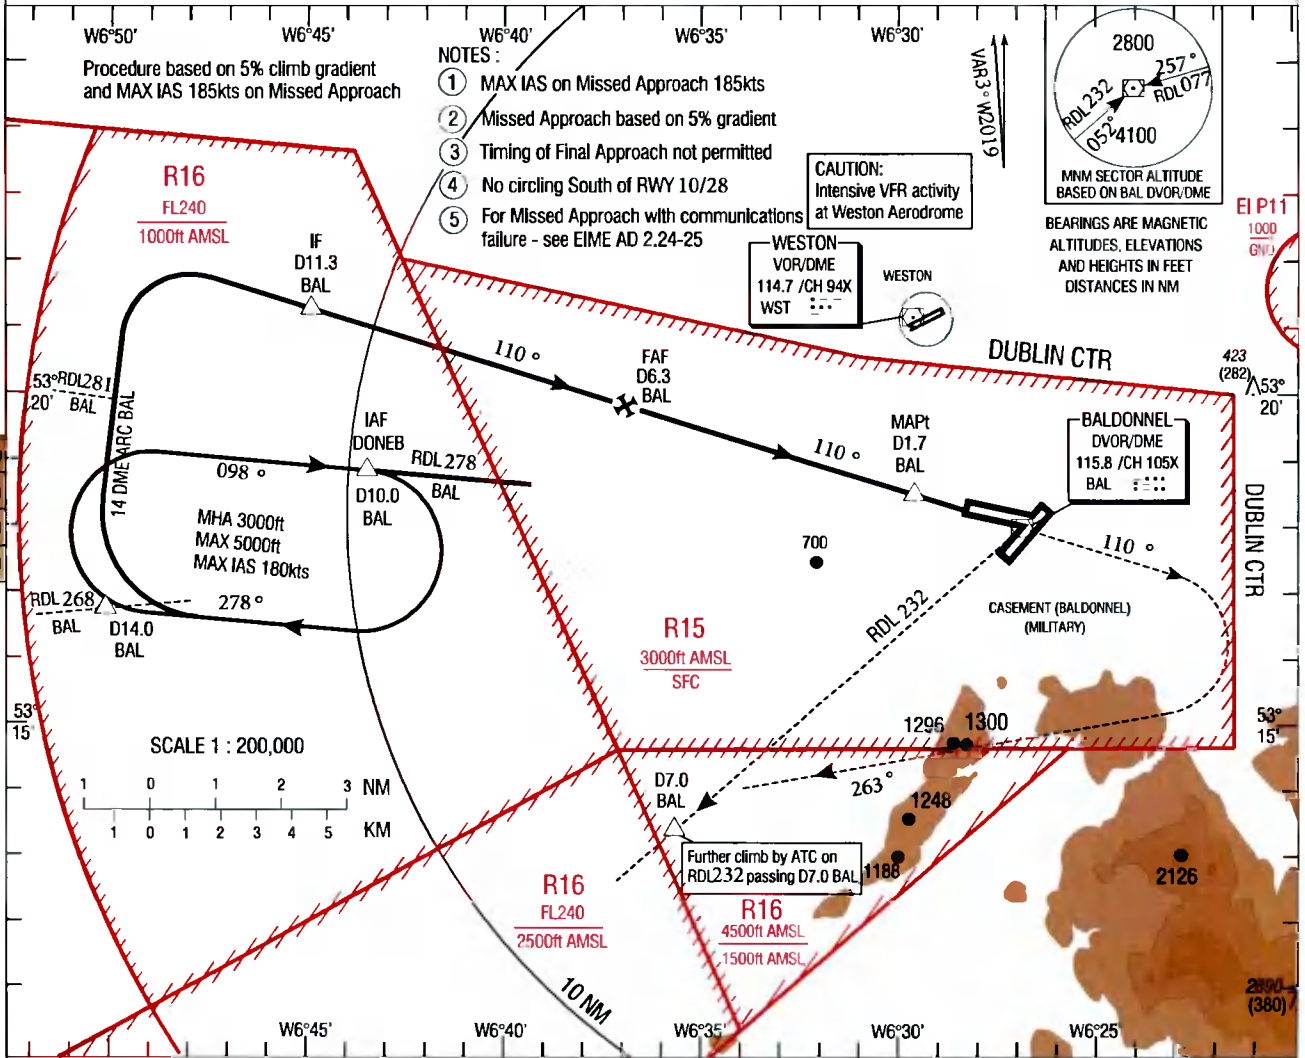 W6°50'
W6°45'
W6°40'
W6°35'
W6°30'
Procedure based on 5% climb gradient
and MAX IAS 185kts on Missed Approach
NOTES :
1 MAX IAS on Missed Approach 185kts
2 Missed Approach based on 5% gradient
3 Timing of Final Approach not permitted
4 No circling South of RWY 10/28
5 For Missed Approach with communications
failure - see EIME AD 2.24-25
VAR3°W2019
2800
257°
RDL077
RDL232
052°
4100
MNM SECTOR ALTITUDE
BASED ON BAL DVOR/DME
BEARINGS ARE MAGNETIC
ALTITUDES, ELEVATIONS
AND HEIGHTS IN FEET
DISTANCES IN NM
CAUTION:
Intensive VFR activity
at Weston Aerodrome
EI P11
1000
GND
R16
FL240
1000ft AMSL
IF
D11.3
BAL
WESTON
VOR/DME
114.7 /CH 94X
WST
WESTON
110°
FAF
D6.3
BAL
DUBLIN CTR
423
(282)
53°
20'
53°
20'
RDL281
BAL
14 DME ARC BAL
IAF
DONEB
RDL 278
BAL
098°
D10.0
BAL
110°
MAPt
D1.7
BAL
BALDONNEL
DVOR/DME
115.8 /CH 105X
BAL
DUBLIN CTR
MHA 3000ft
MAX 5000ft
MAX IAS 180kts
700
110°
RDL 268
BAL
D14.0
BAL
278°
RDL 232
CASEMENT (BALDONNEL)
(MILITARY)
R15
3000ft AMSL
SFC
53°
15'
53°
15'
1296
1300
SCALE 1 : 200,000
1 0 1 2 3 NM
1 0 1 2 3 4 5 KM
D7.0
BAL
263°
1248
Further climb by ATC on
RDL232 passing D7.0 BAL
1188
2126
R16
FL240
2500ft AMSL
R16
4500ft AMSL
1500ft AMSL
10 NM
(380)
W6°45'
W6°40'
W6°35'
W6°30'
W6°25'